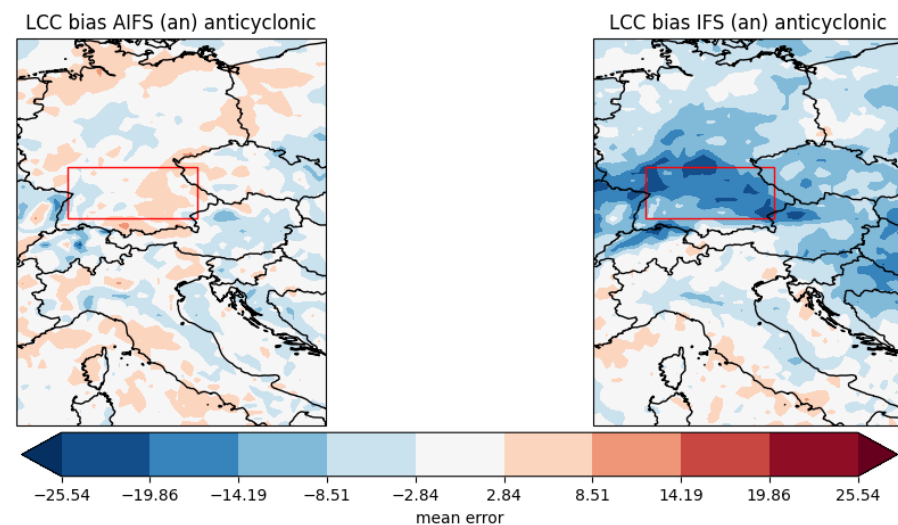 LCC bias AIFS (an) anticyclonic
LCC bias IFS (an) anticyclonic
−25.54 −19.86 −14.19 −8.51 −2.84 2.84 8.51 14.19 19.86 25.54
mean error